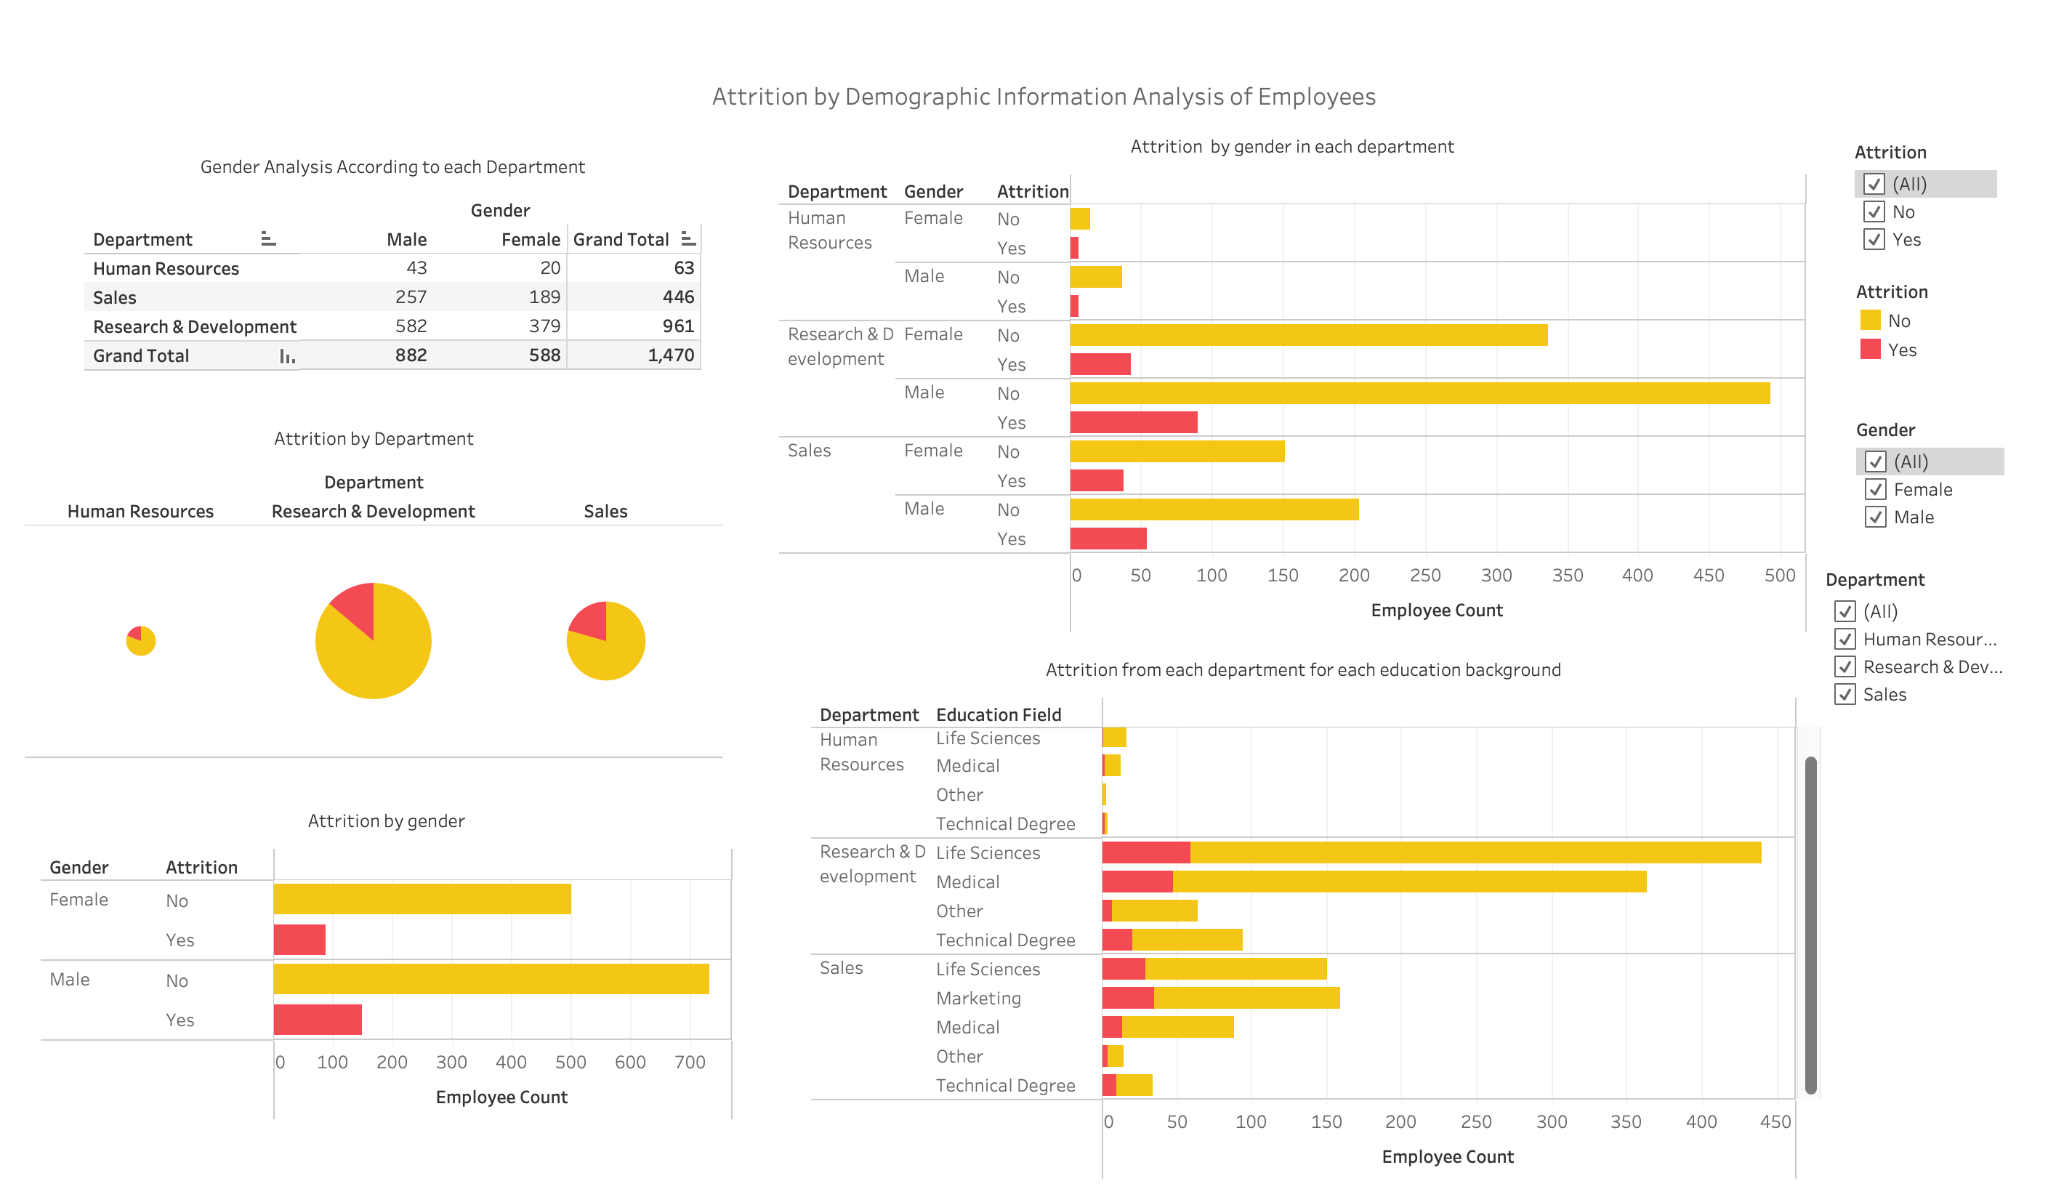 Attrition by Demographic Information Analysis of Employees
Gender Analysis According to each Department
Gender
Department Male Female Grand Total
Human Resources 43 20 63
Sales 257 189 446
Research & Development 582 379 961
Grand Total 882 588 1,470
Attrition by Department
Department
Human Resources Research & Development Sales
Attrition by gender
Gender Attrition
Female No
Yes
Male No
Yes
0 100 200 300 400 500 600 700
Employee Count
Attrition by gender in each department
Department Gender Attrition
Human Female No
Resources Yes
Male No
Yes
Research & D Female No
evelopment Yes
Male No
Yes
Sales Female No
Yes
Male No
Yes
0 50 100 150 200 250 300 350 400 450 500
Employee Count
Attrition from each department for each education background
Department Education Field
Human Life Sciences
Resources Medical
Other
Technical Degree
Research & D Life Sciences
evelopment Medical
Other
Technical Degree
Sales Life Sciences
Marketing
Medical
Other
Technical Degree
0 50 100 150 200 250 300 350 400 450
Employee Count
Attrition
(All)
No
Yes
Attrition
No
Yes
Gender
(All)
Female
Male
Department
(All)
Human Resour...
Research & Dev...
Sales